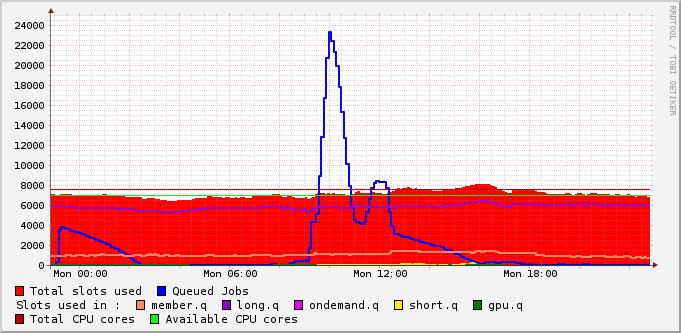 RRDTOOL / TOBI OETIKER
24000
22000
20000
18000
16000
14000
12000
10000
8000
6000
4000
2000
0
Mon 00:00 Mon 06:00 Mon 12:00 Mon 18:00
Total slots used Queued Jobs
Slots used in : member.q long.q ondemand.q short.q gpu.q
Total CPU cores Available CPU cores